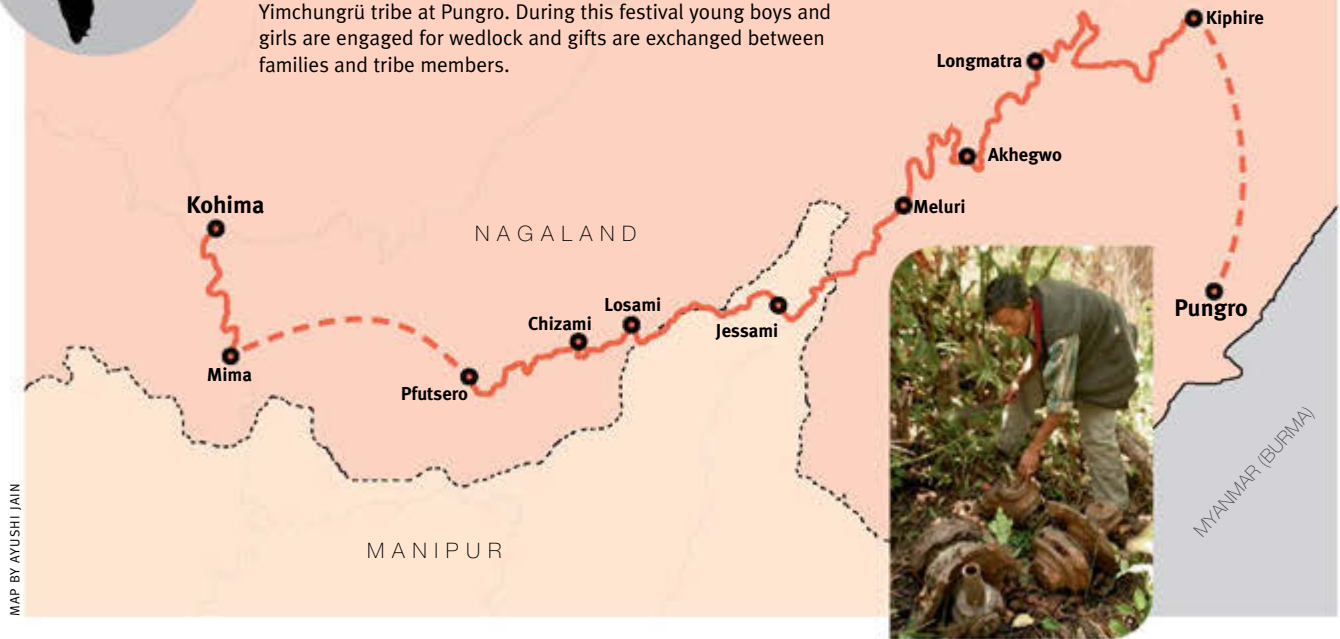 Yimchungrü tribe at Pungro. During this festival young boys and
girls are engaged for wedlock and gifts are exchanged between
families and tribe members.
Kiphire
Longmatra
Akhegwo
Meluri
Kohima
NAGALAND
Pungro
Losami
Chizami
Jessami
Mima
Pfutsero
MANIPUR
MYANMAR (BURMA)
MAP BY AYUSHI JAIN